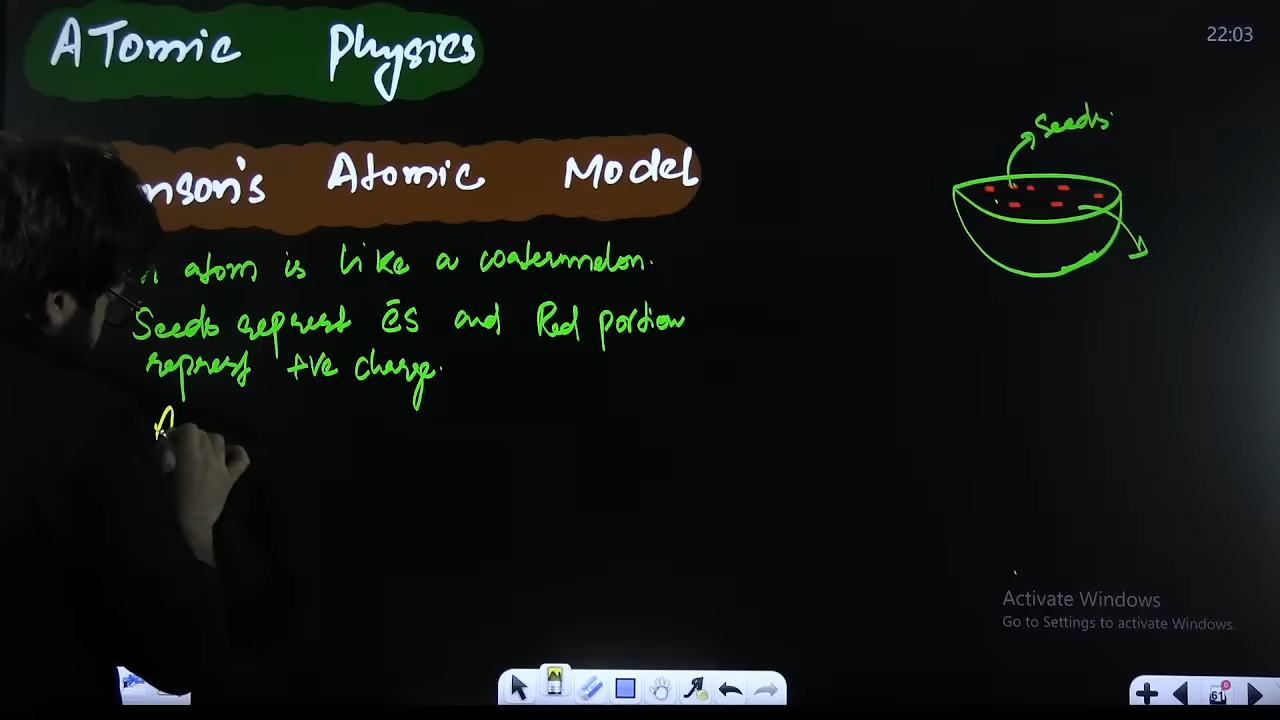 ATomic Physics
22:03
Seeds
nson's Atomic Model
atom is like a watermelon.
Seeds represt ēs and Red portion
represt +ve charge.
A
Activate Windows
Go to Settings to activate Windows.
61